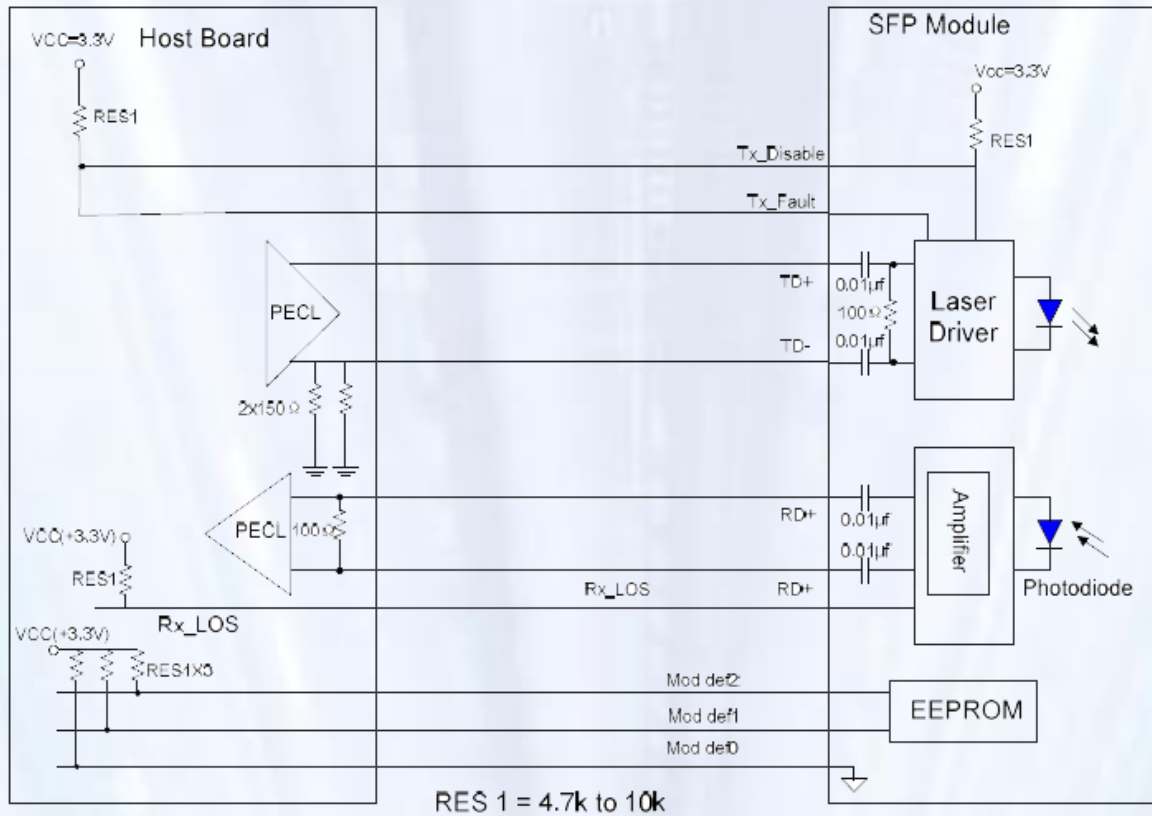 Host Board
SFP Module
VCC=3.3V
Vcc=3.3V
RES1
RES1
Tx_Disable
Tx_Fault
PECL
TD+
0.01μf
100Ω
0.01μf
TD-
Laser
Driver
2x150Ω
PECL
100Ω
RD+
0.01μf
0.01μf
RD+
Amplifier
Photodiode
VCC(+3.3V)
RES1
Rx_LOS
Rx_LOS
VCC(+3.3V)
RES1X3
Mod def2
Mod def1
Mod def0
EEPROM
RES 1 = 4.7k to 10k